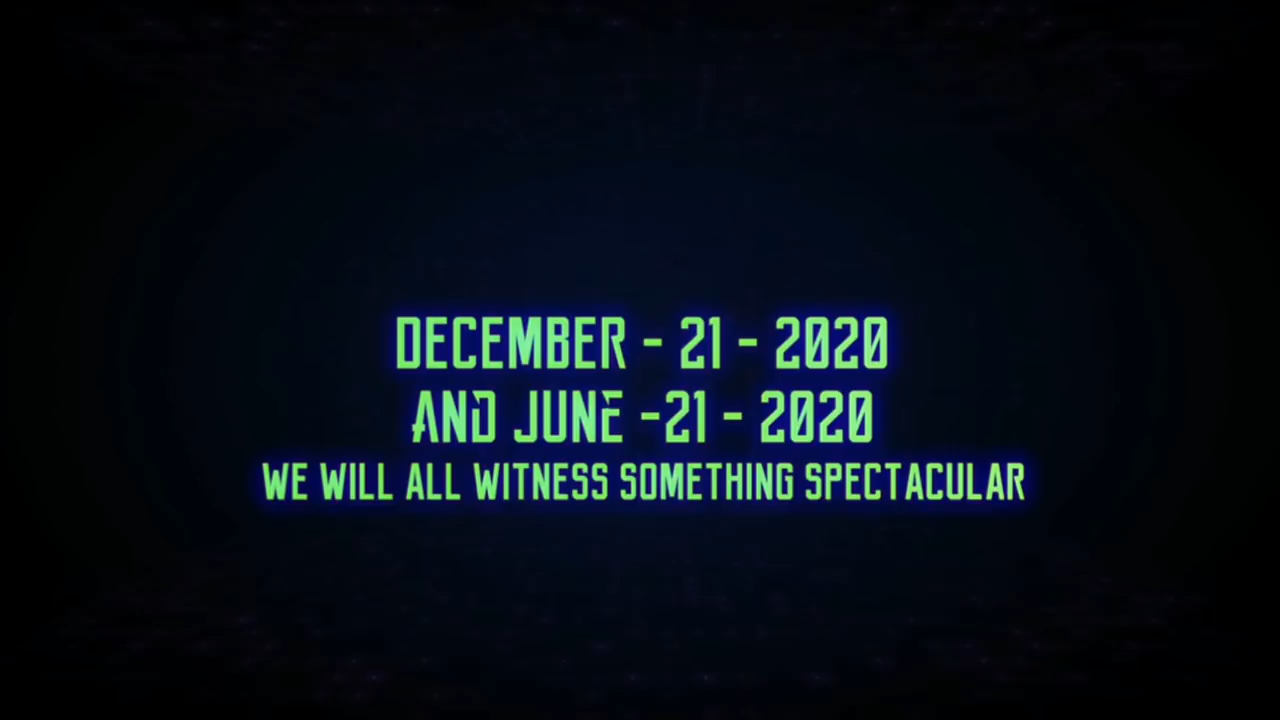 DECEMBER - 21 - 2020
AND JUNE -21 - 2020
WE WILL ALL WITNESS SOMETHING SPECTACULAR